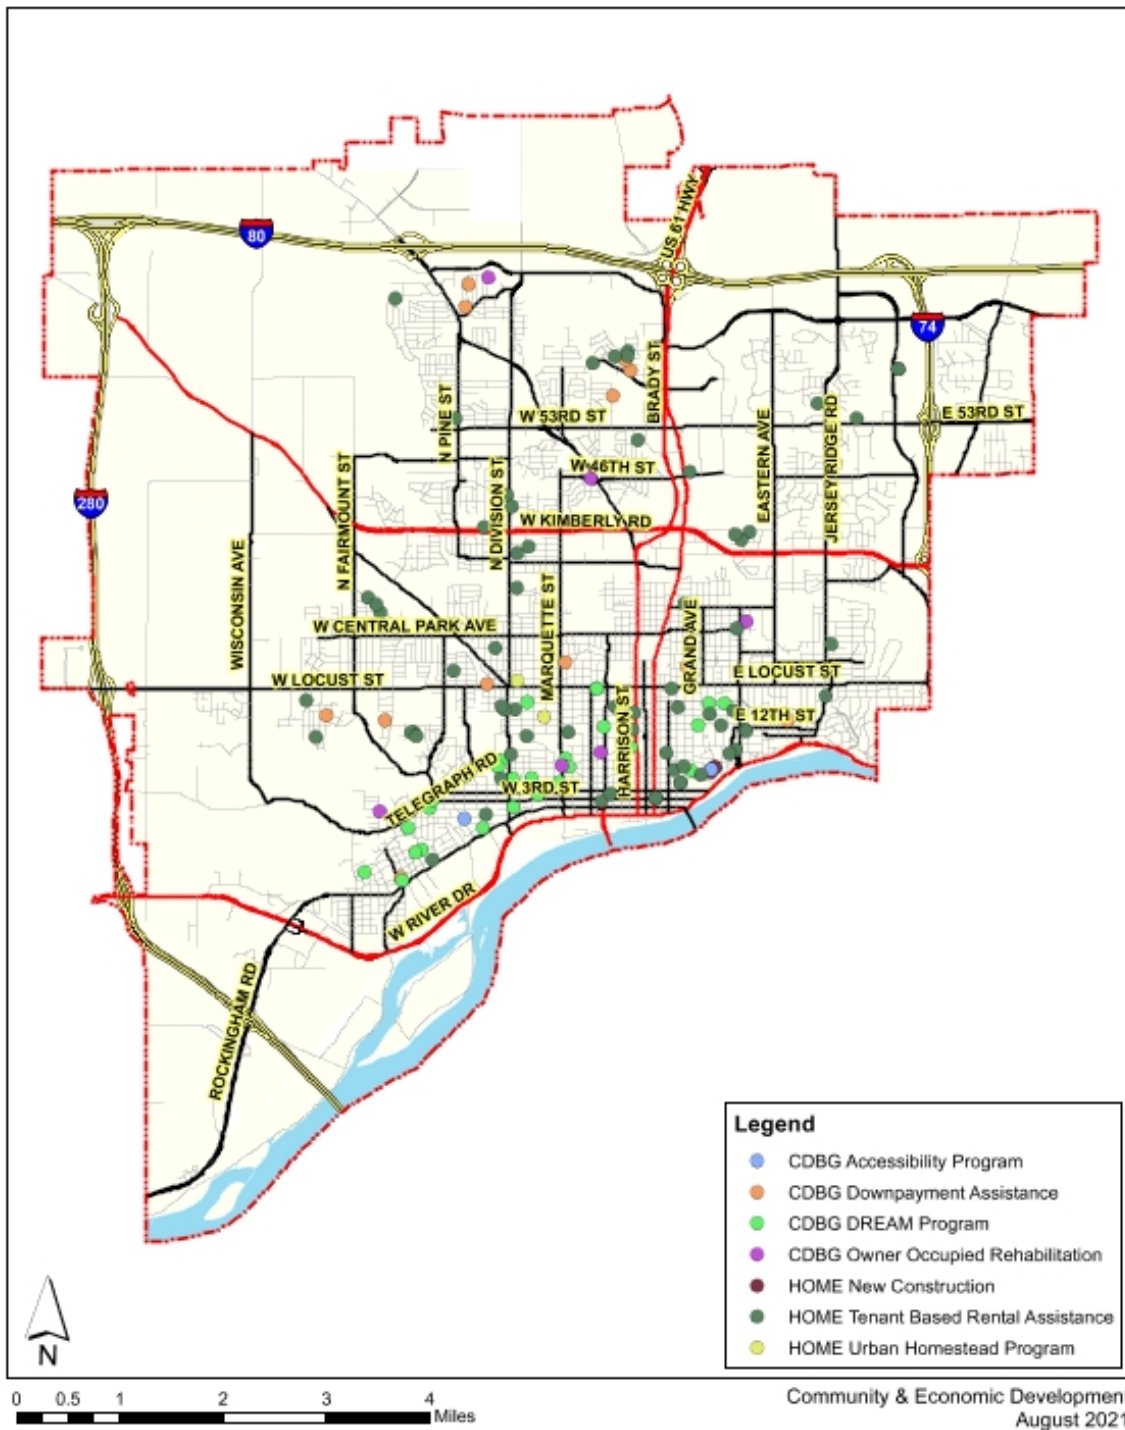 US 61 HWY
80
74
BRADY ST
N PINE ST
W 53RD ST
E 53RD ST
EASTERN AVE
JERSEY RIDGE RD
W 46TH ST
N FAIRMOUNT ST
N DIVISION ST
280
W KIMBERLY RD
WISCONSIN AVE
MARQUETTE ST
W CENTRAL PARK AVE
GRAND AVE
W LOCUST ST
E LOCUST ST
HARRISON ST
E 12TH ST
TELEGRAPH RD
W 3RD ST
W RIVER DR
ROCKINGHAM RD
Legend
CDBG Accessibility Program
CDBG Downpayment Assistance
CDBG DREAM Program
CDBG Owner Occupied Rehabilitation
HOME New Construction
HOME Tenant Based Rental Assistance
HOME Urban Homestead Program
N
0 0.5 1 2 3 4
Miles
Community & Economic Development
August 2021